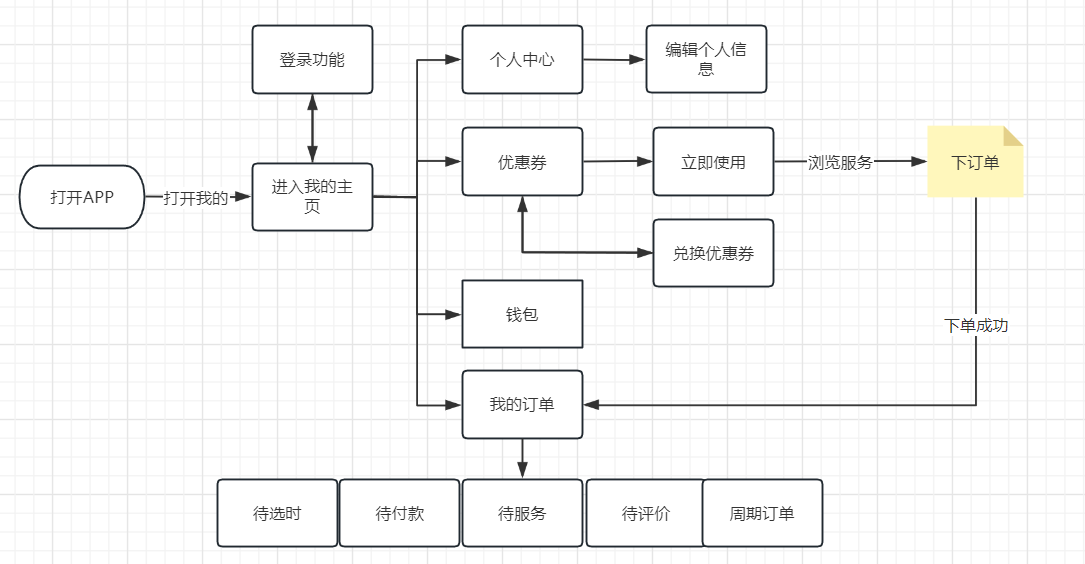 登录功能
个人中心
编辑个人信
息
优惠券
立即使用
浏览服务
下订单
打开APP
打开我的
进入我的主
页
兑换优惠券
钱包
下单成功
我的订单
待选时
待付款
待服务
待评价
周期订单